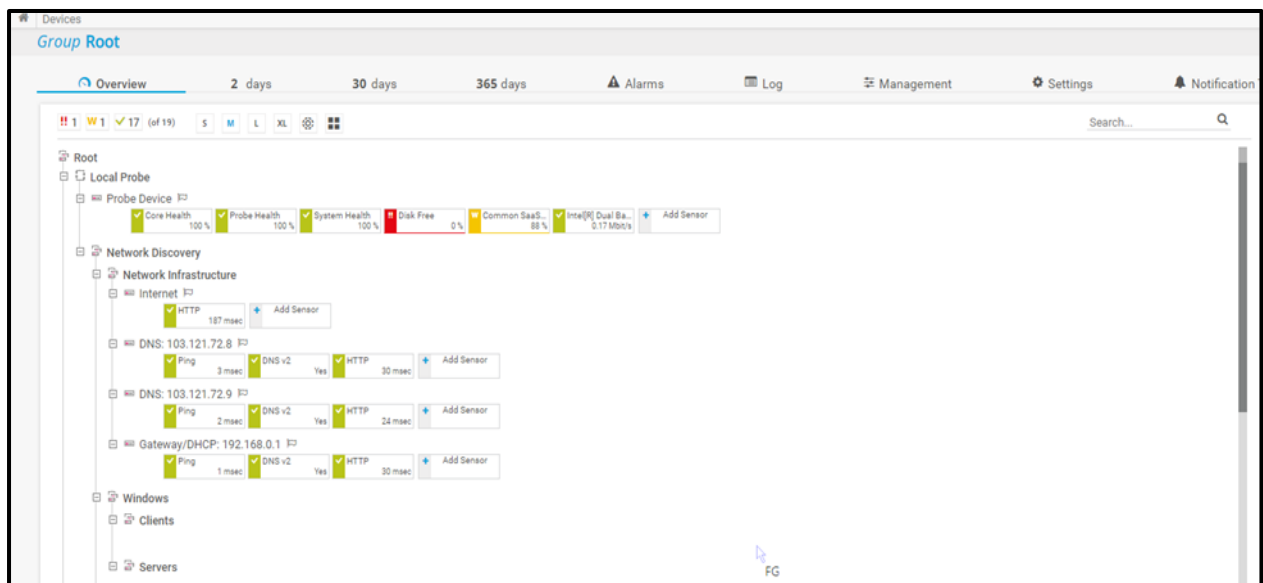 Devices
Group Root
Overview 2 days 30 days 365 days Alarms Log Management Settings Notification
!! 1 W 1 17 (of 19) S M L XL Search...
Root
Local Probe
Probe Device
Core Health Probe Health System Health !! Disk Free W Common SaaS... Intel[R] Dual Ba... + Add Sensor
100 % 100 % 100 % 0 % 88 % 0.17 Mbit/s
Network Discovery
Network Infrastructure
Internet
HTTP + Add Sensor
187 msec
DNS: 103.121.72.8
Ping DNS v2 HTTP + Add Sensor
3 msec Yes 30 msec
DNS: 103.121.72.9
Ping DNS v2 HTTP + Add Sensor
2 msec Yes 24 msec
Gateway/DHCP: 192.168.0.1
Ping DNS v2 HTTP + Add Sensor
1 msec Yes 30 msec
Windows
Clients
Servers
FG